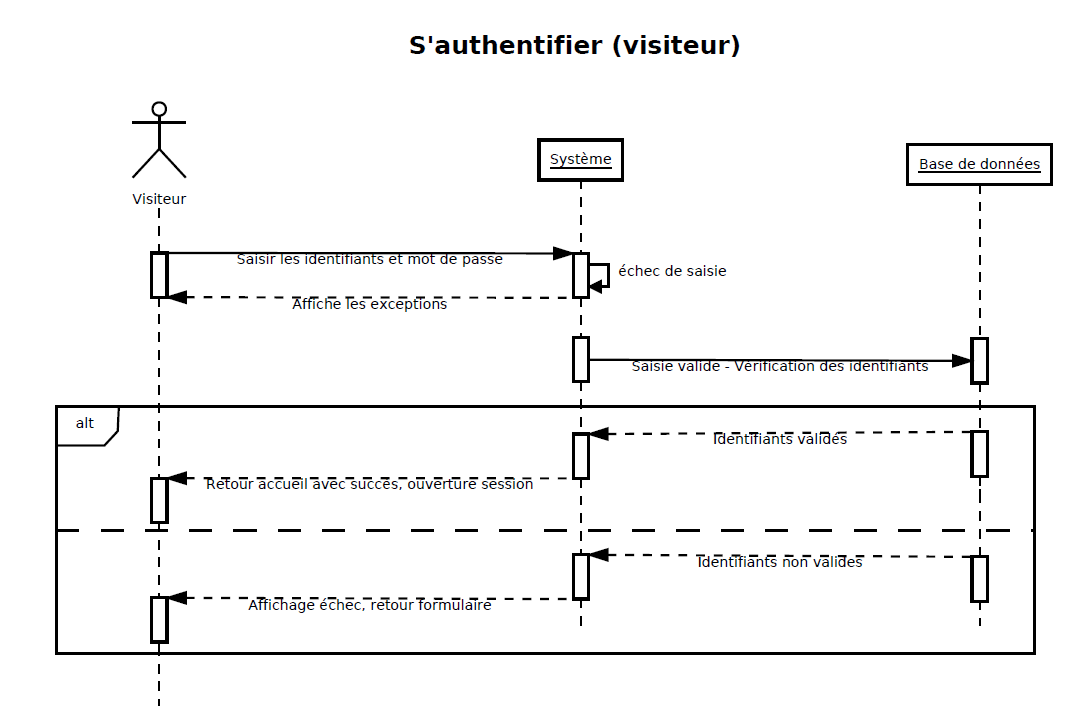 S'authentifier (visiteur)
Visiteur
Système
Base de données
Saisir les identifiants et mot de passe
échec de saisie
Affiche les exceptions
Saisie valide - Vérification des identifiants
alt
Identifiants validés
Retour accueil avec succès, ouverture session
Identifiants non valides
Affichage échec, retour formulaire